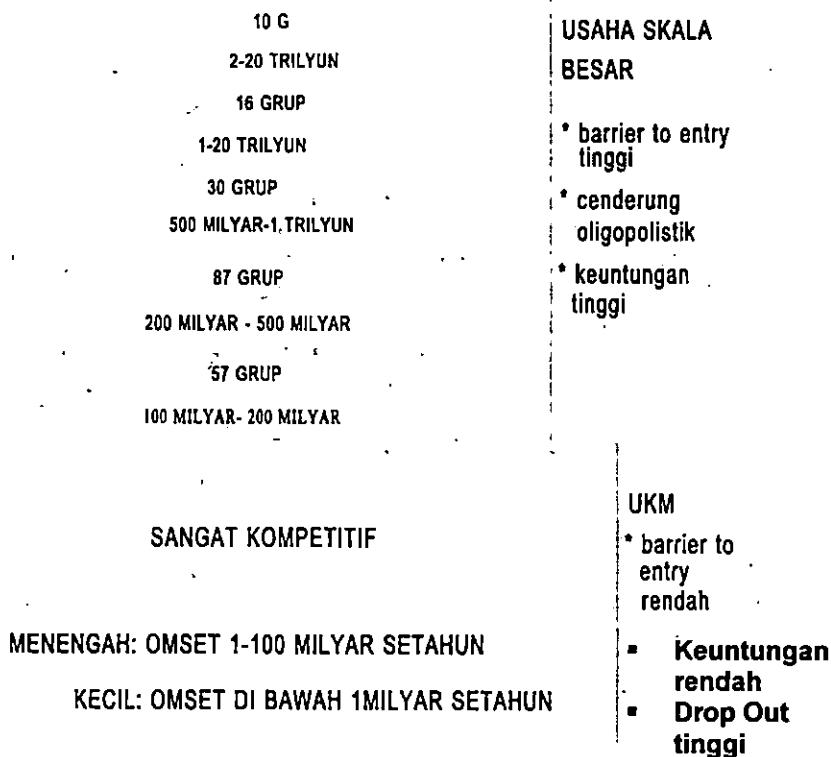 10 G
2-20 TRILYUN
16 GRUP
1-20 TRILYUN
30 GRUP
500 MILYAR-1 TRILYUN
87 GRUP
200 MILYAR - 500 MILYAR
57 GRUP
100 MILYAR- 200 MILYAR
USAHA SKALA
BESAR
* barrier to entry
tinggi
* cenderung
oligopolistik
* keuntungan
tinggi
SANGAT KOMPETITIF
MENENGAH: OMSET 1-100 MILYAR SETAHUN
KECIL: OMSET DI BAWAH 1MILYAR SETAHUN
UKM
* barrier to
entry
rendah
▪ Keuntungan
rendah
▪ Drop Out
tinggi